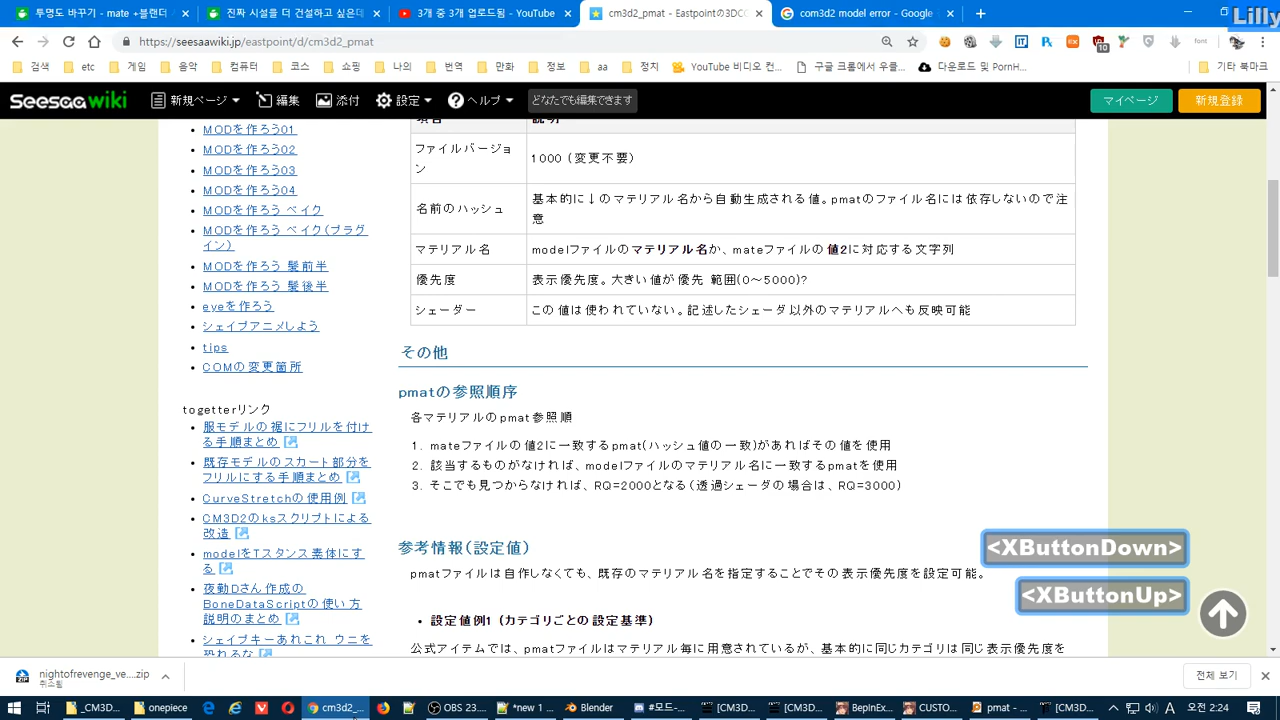 투명도 바꾸기 - mate +블랜더
진짜 시설을 더 건설하고 싶은데
3개 중 3개 업로드됨 - YouTube
cm3d2_pmat - Eastpointの3DCG
com3d2 model error - Google
Lilly
https://seesaawiki.jp/eastpoint/d/cm3d2_pmat
10
font
검색
etc
게임
음악
컴퓨터
코스
쇼핑
번역
만화
정보
aa
정지
YouTube 비디오 컨...
구글 크롬에서 우클...
다운로드 및 PornH...
기타 북마크
Seesaawiki
新規ページ
編集
添付
設定
ヘルプ
どなたでも編集できます
マイページ
新規登録
MODを作ろう01
MODを作ろう02
MODを作ろう03
MODを作ろう04
MODを作ろう ベイク
MODを作ろう ベイク(プラグ
イン)
MODを作ろう 髪前半
MODを作ろう 髪後半
eyeを作ろう
シェイプアニメしよう
tips
COMの変更箇所
togetterリンク
服モデルの裾にフリルを付け
る手順まとめ
既存モデルのスカート部分を
フリルにする手順まとめ
CurveStretchの使用例
CM3D2のksスクリプトによる
改造
modelをTスタンス素体にす
る
夜勤Dさん作成の
BoneDataScriptの使い方
説明のまとめ
シェイプキーあれこれ ウニを
恐れるな
項目
説明
ファイルバージョ
ン
1000 (変更不要)
名前のハッシュ
基本的に↓のマテリアル名から自動生成される値。pmatのファイル名には依存しないので注
意
マテリアル名
modelファイルのマテリアル名か、mateファイルの 値2に対応する文字列
優先度
表示優先度。大きい値が優先 範囲(0～5000)?
シェーダー
この値は使われていない。記述したシェーダ以外のマテリアルへも反映可能
その他
pmatの参照順序
各マテリアルのpmat参照順
1. mateファイルの値2に一致するpmat(ハッシュ値の一致)があればその値を使用
2. 該当するものがなければ、modelファイルのマテリアル名に一致するpmatを使用
3. そこでも見つからなければ、RQ=2000となる(透過シェーダの場合は、RQ=3000)
参考情報(設定値)
pmatファイルは自作しなくても、既存のマテリアル名を指定することでその表示優先度を設定可能。
• 設定値例1 (カテゴリごとの設定基準)
公式アイテムでは、pmatファイルはマテリアル毎に用意されているが、基本的に同じカテゴリは同じ表示優先度を
<XButtonDown>
<XButtonUp>
nightofrevenge_ve....zip
취소됨
전체 보기
_CM3D...
onepiece
cm3d2_...
OBS 23....
*new 1 ...
Blender
#모드-...
[CM3D...
[CM3D...
BepInEx...
CUSTO...
pmat - ...
[CM3D...
A
오전 2:24